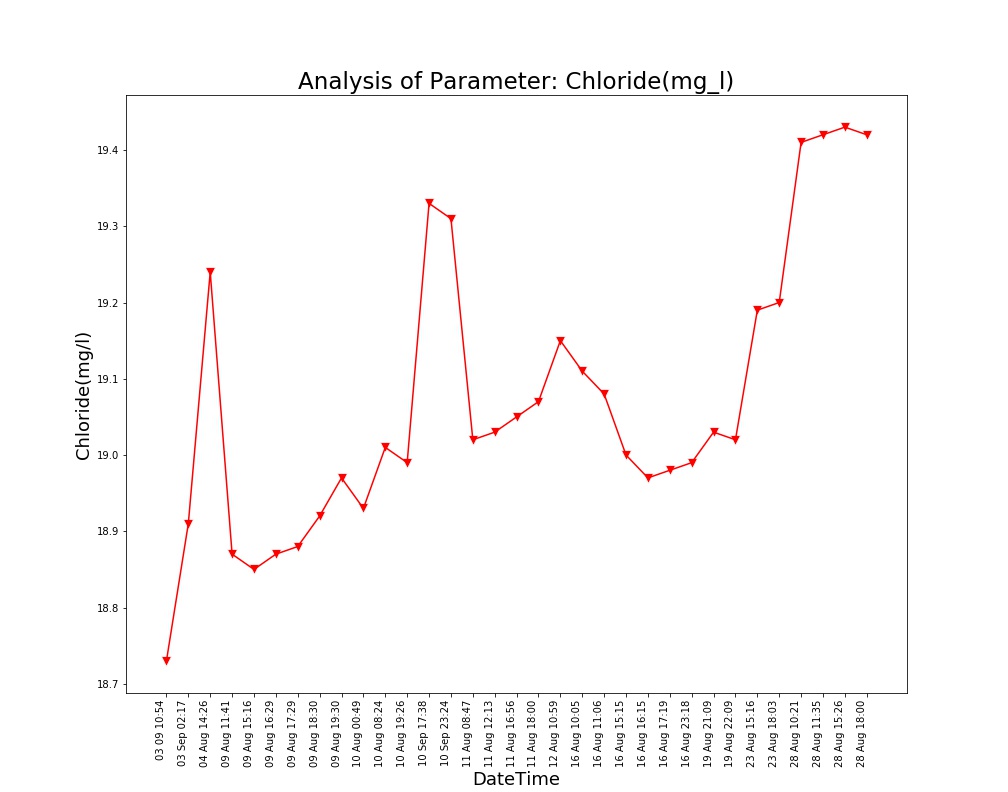 Analysis of Parameter: Chloride(mg_l)
Chloride(mg/l)
19.4
19.3
19.2
19.1
19.0
18.9
18.8
18.7
03 09 10:54
03 Sep 02:17
04 Aug 14:26
09 Aug 11:41
09 Aug 15:16
09 Aug 16:29
09 Aug 17:29
09 Aug 18:30
09 Aug 19:30
10 Aug 00:49
10 Aug 08:24
10 Aug 19:26
10 Sep 17:38
10 Sep 23:24
11 Aug 08:47
11 Aug 12:13
11 Aug 16:56
11 Aug 18:00
12 Aug 10:59
16 Aug 10:05
16 Aug 11:06
16 Aug 15:15
16 Aug 16:15
16 Aug 17:19
16 Aug 23:18
19 Aug 21:09
19 Aug 22:09
23 Aug 15:16
23 Aug 18:03
28 Aug 10:21
28 Aug 11:35
28 Aug 15:26
28 Aug 18:00
DateTime